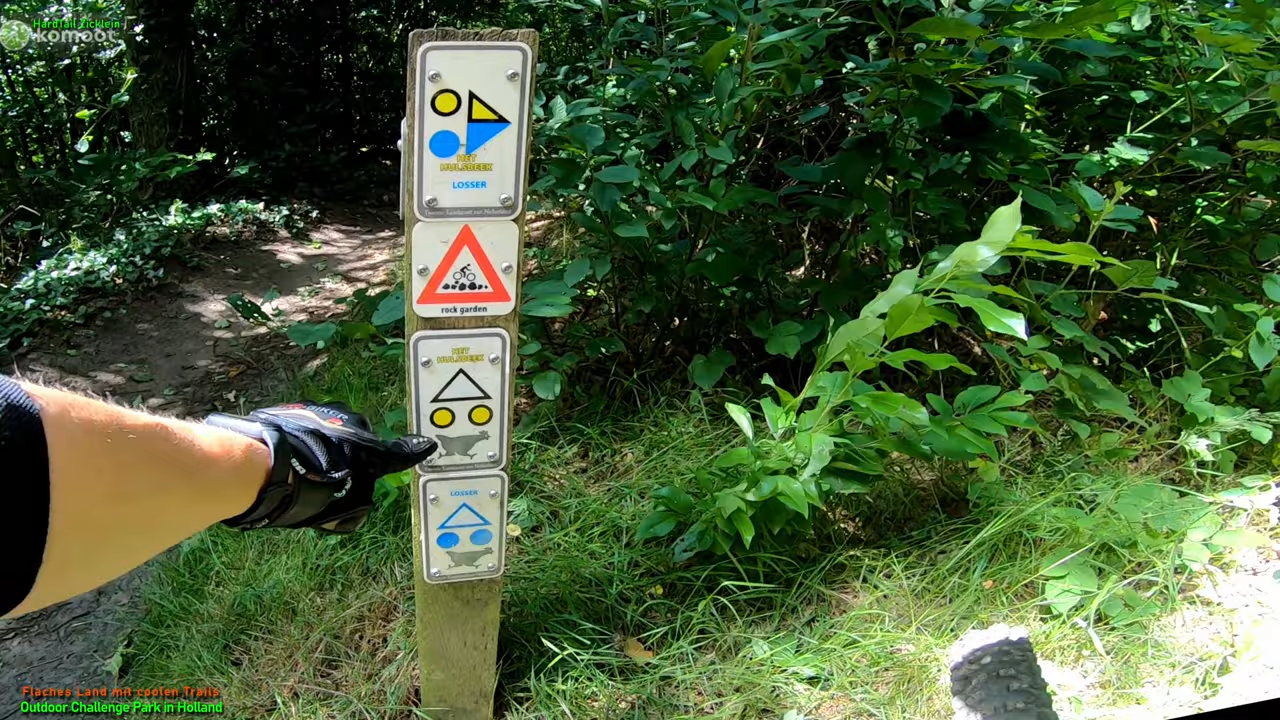 HardTail Zicklein
komoot
HET
HULSBEEK
LOSSER
rock garden
HET
HULSBEEK
LOSSER
BIKER
Flaches Land mit coolen Trails
Outdoor Challenge Park in Holland